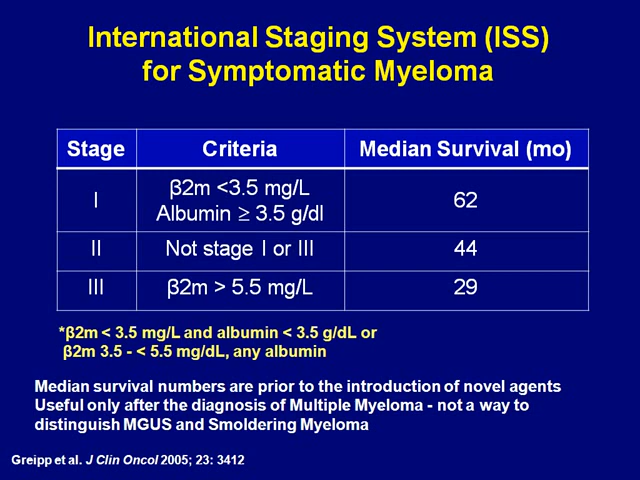 International Staging System (ISS)
for Symptomatic Myeloma
Stage Criteria Median Survival (mo)
I β2m <3.5 mg/L
Albumin ≥ 3.5 g/dl 62
II Not stage I or III 44
III β2m > 5.5 mg/L 29
*β2m < 3.5 mg/L and albumin < 3.5 g/dL or
β2m 3.5 - < 5.5 mg/dL, any albumin
Median survival numbers are prior to the introduction of novel agents
Useful only after the diagnosis of Multiple Myeloma - not a way to
distinguish MGUS and Smoldering Myeloma
Greipp et al. J Clin Oncol 2005; 23: 3412